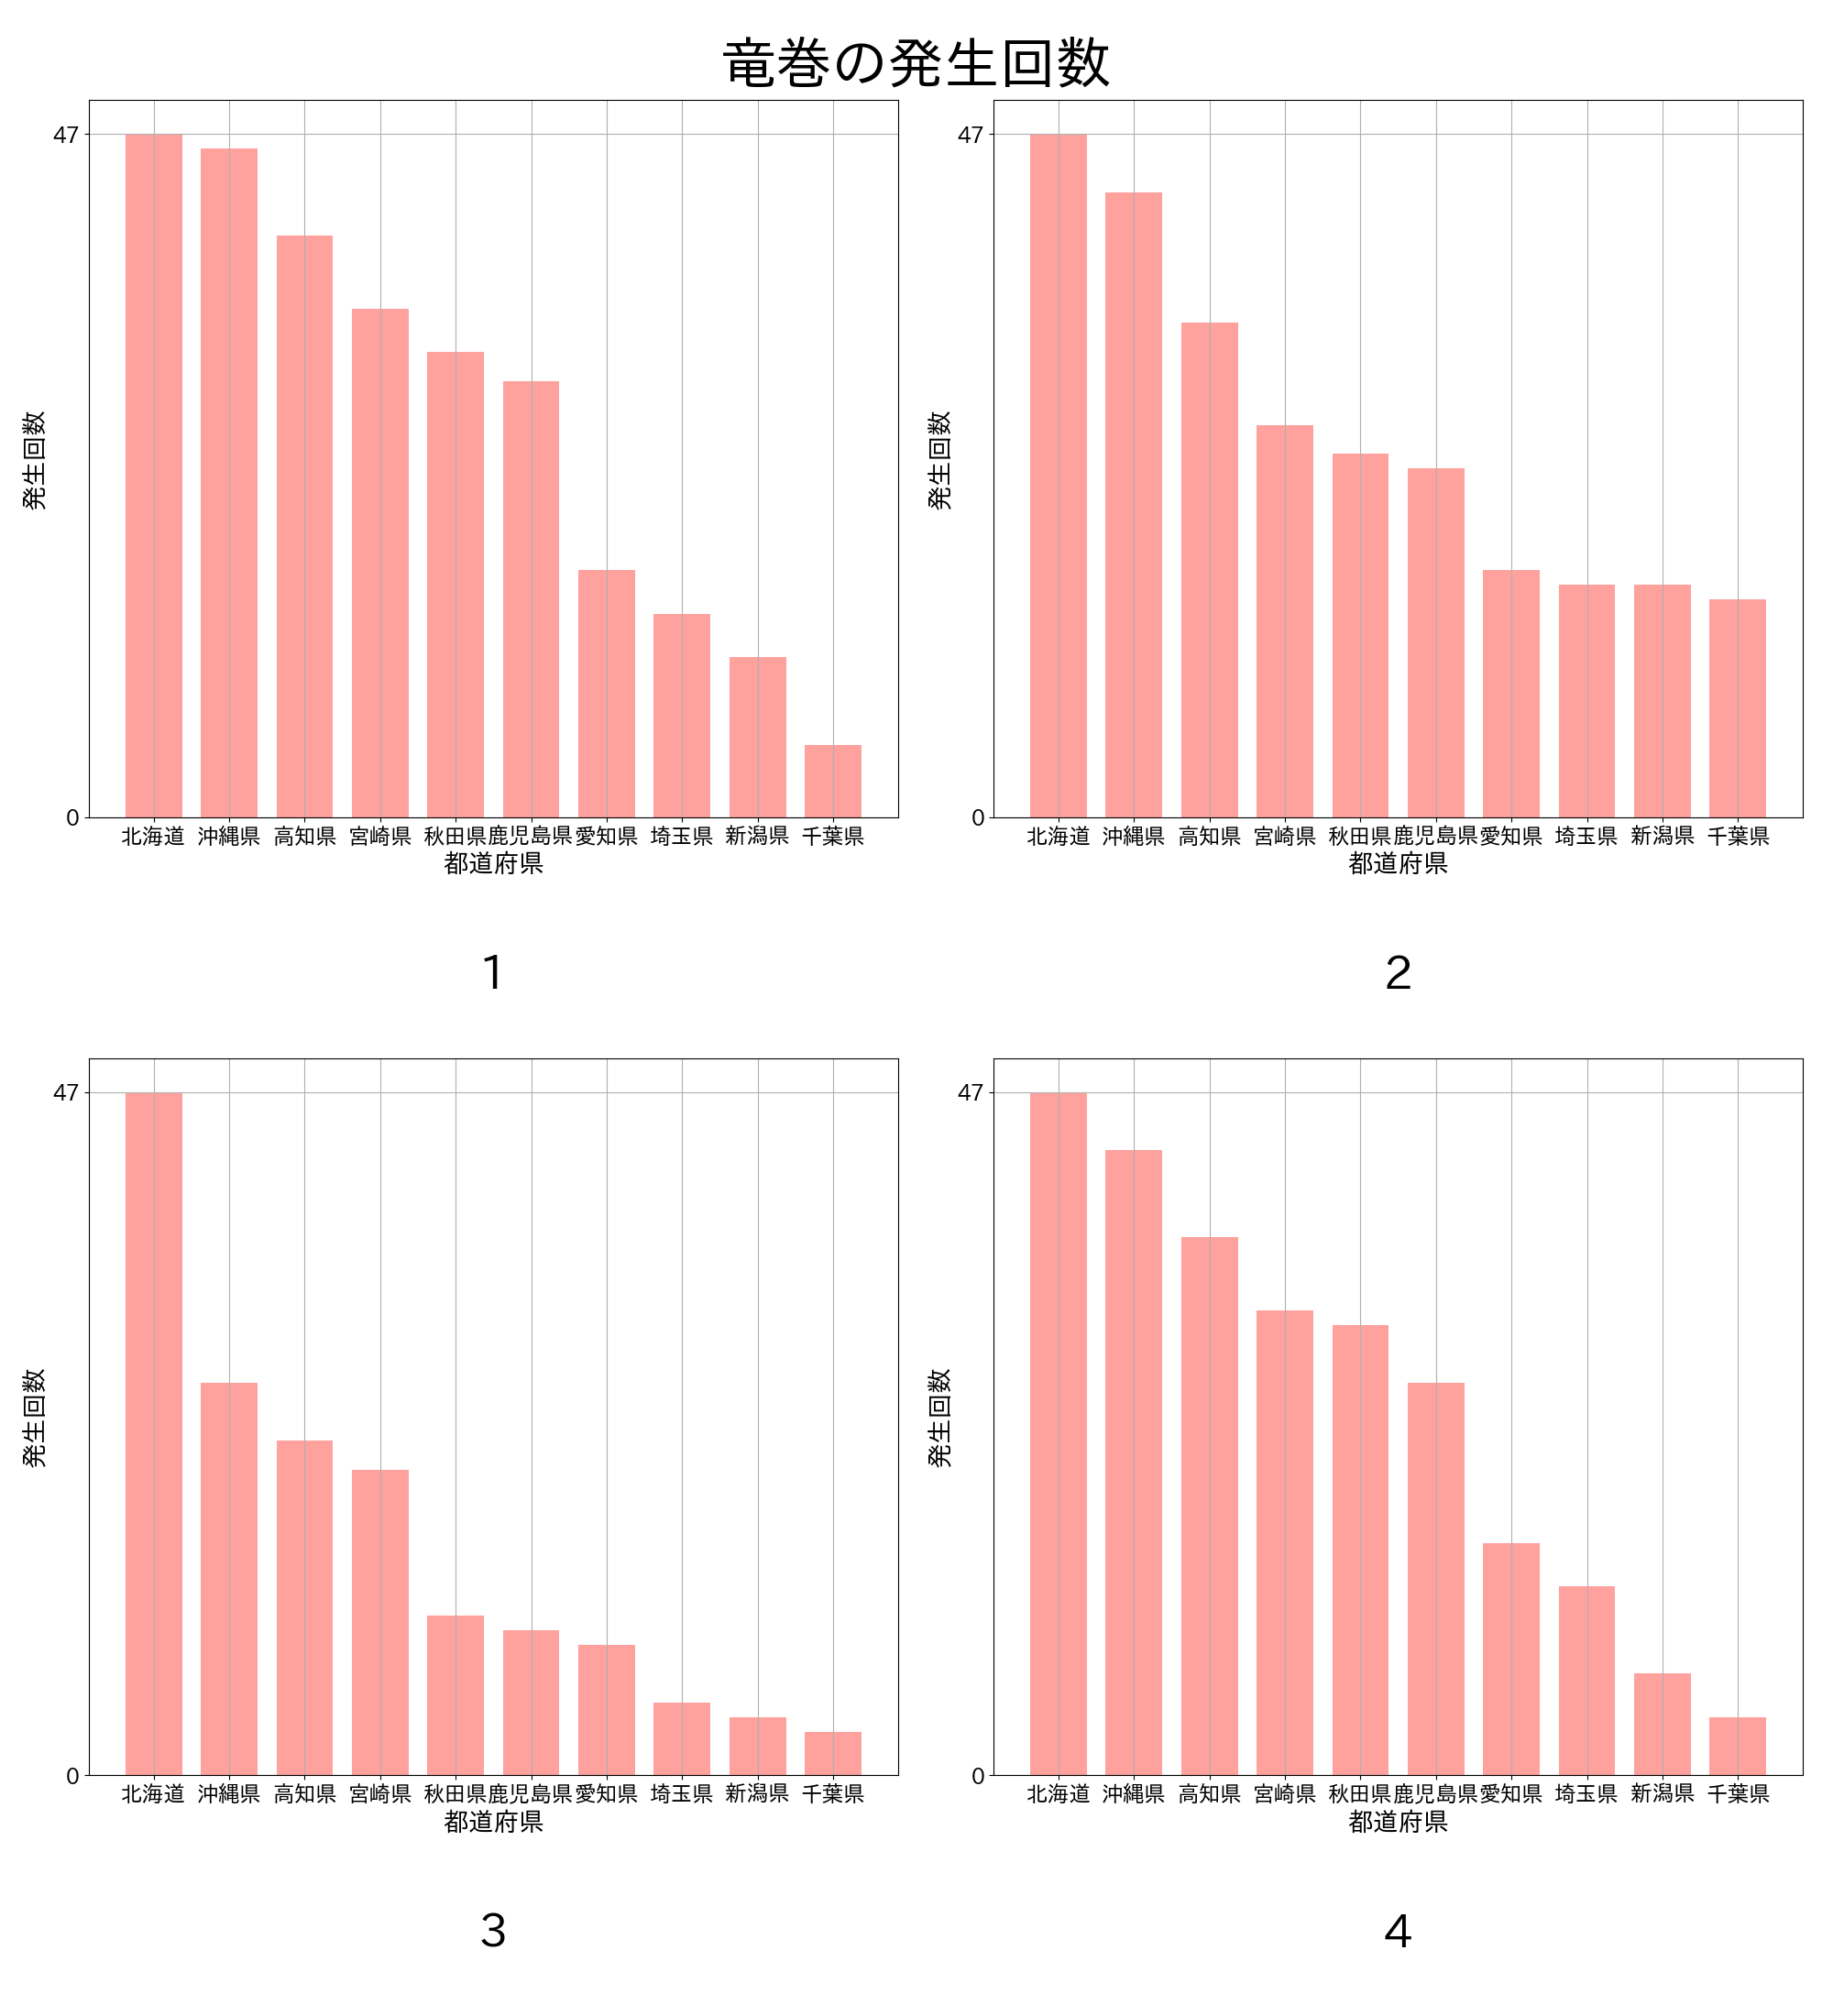 竜巻の発生回数
47
0
発生回数
北海道 沖縄県 高知県 宮崎県 秋田県 鹿児島県 愛知県 埼玉県 新潟県 千葉県
都道府県
1
47
0
発生回数
北海道 沖縄県 高知県 宮崎県 秋田県 鹿児島県 愛知県 埼玉県 新潟県 千葉県
都道府県
2
47
0
発生回数
北海道 沖縄県 高知県 宮崎県 秋田県 鹿児島県 愛知県 埼玉県 新潟県 千葉県
都道府県
3
47
0
発生回数
北海道 沖縄県 高知県 宮崎県 秋田県 鹿児島県 愛知県 埼玉県 新潟県 千葉県
都道府県
4